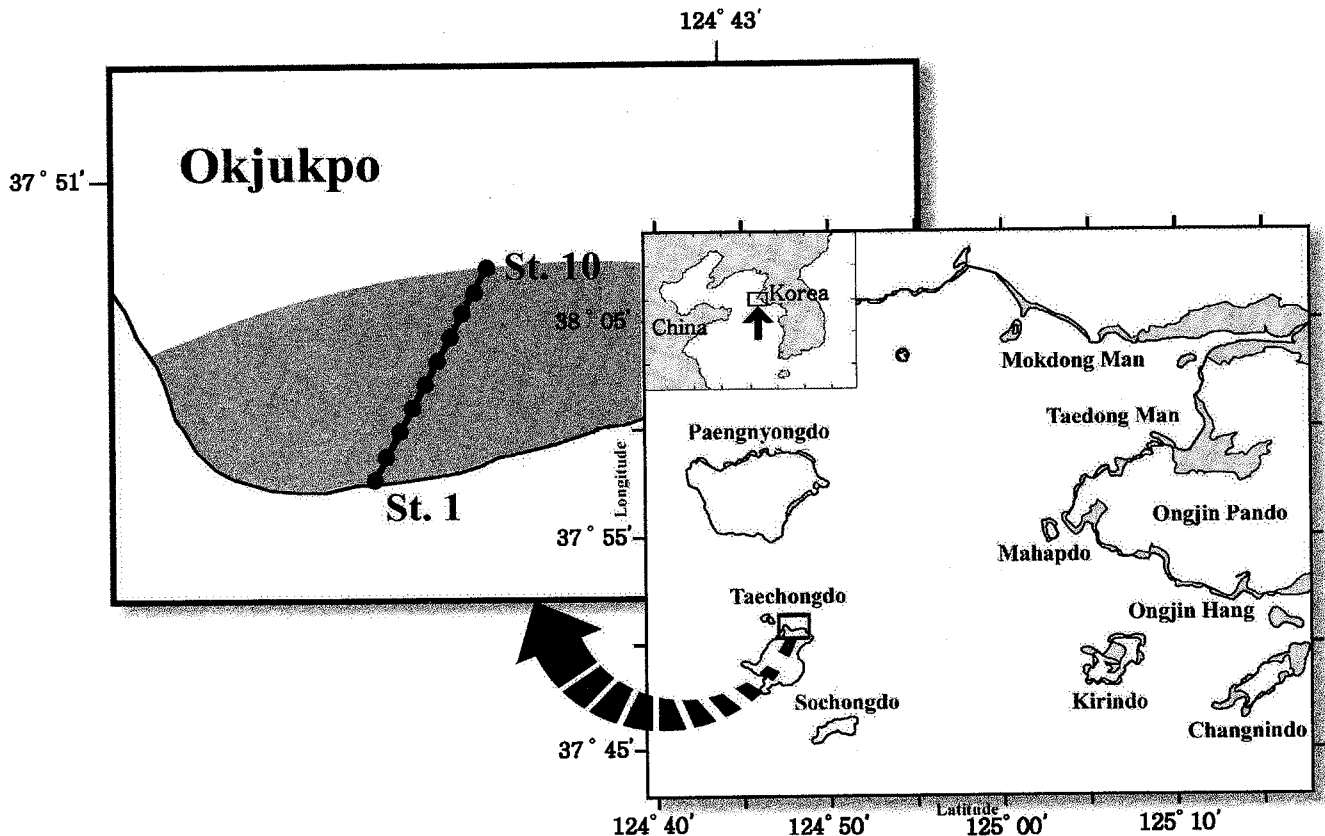 124° 43′
37° 51′
Okjukpo
St. 10
St. 1
38° 05′
Korea
China
Mokdong Man
Taedong Man
Paengnyongdo
Longitude
37° 55′
Ongjin Pando
Mahapdo
Taechongdo
Ongjin Hang
Sochongdo
Kirindo
Changnindo
37° 45′
Latitude
124° 40′
124° 50′
125° 00′
125° 10′